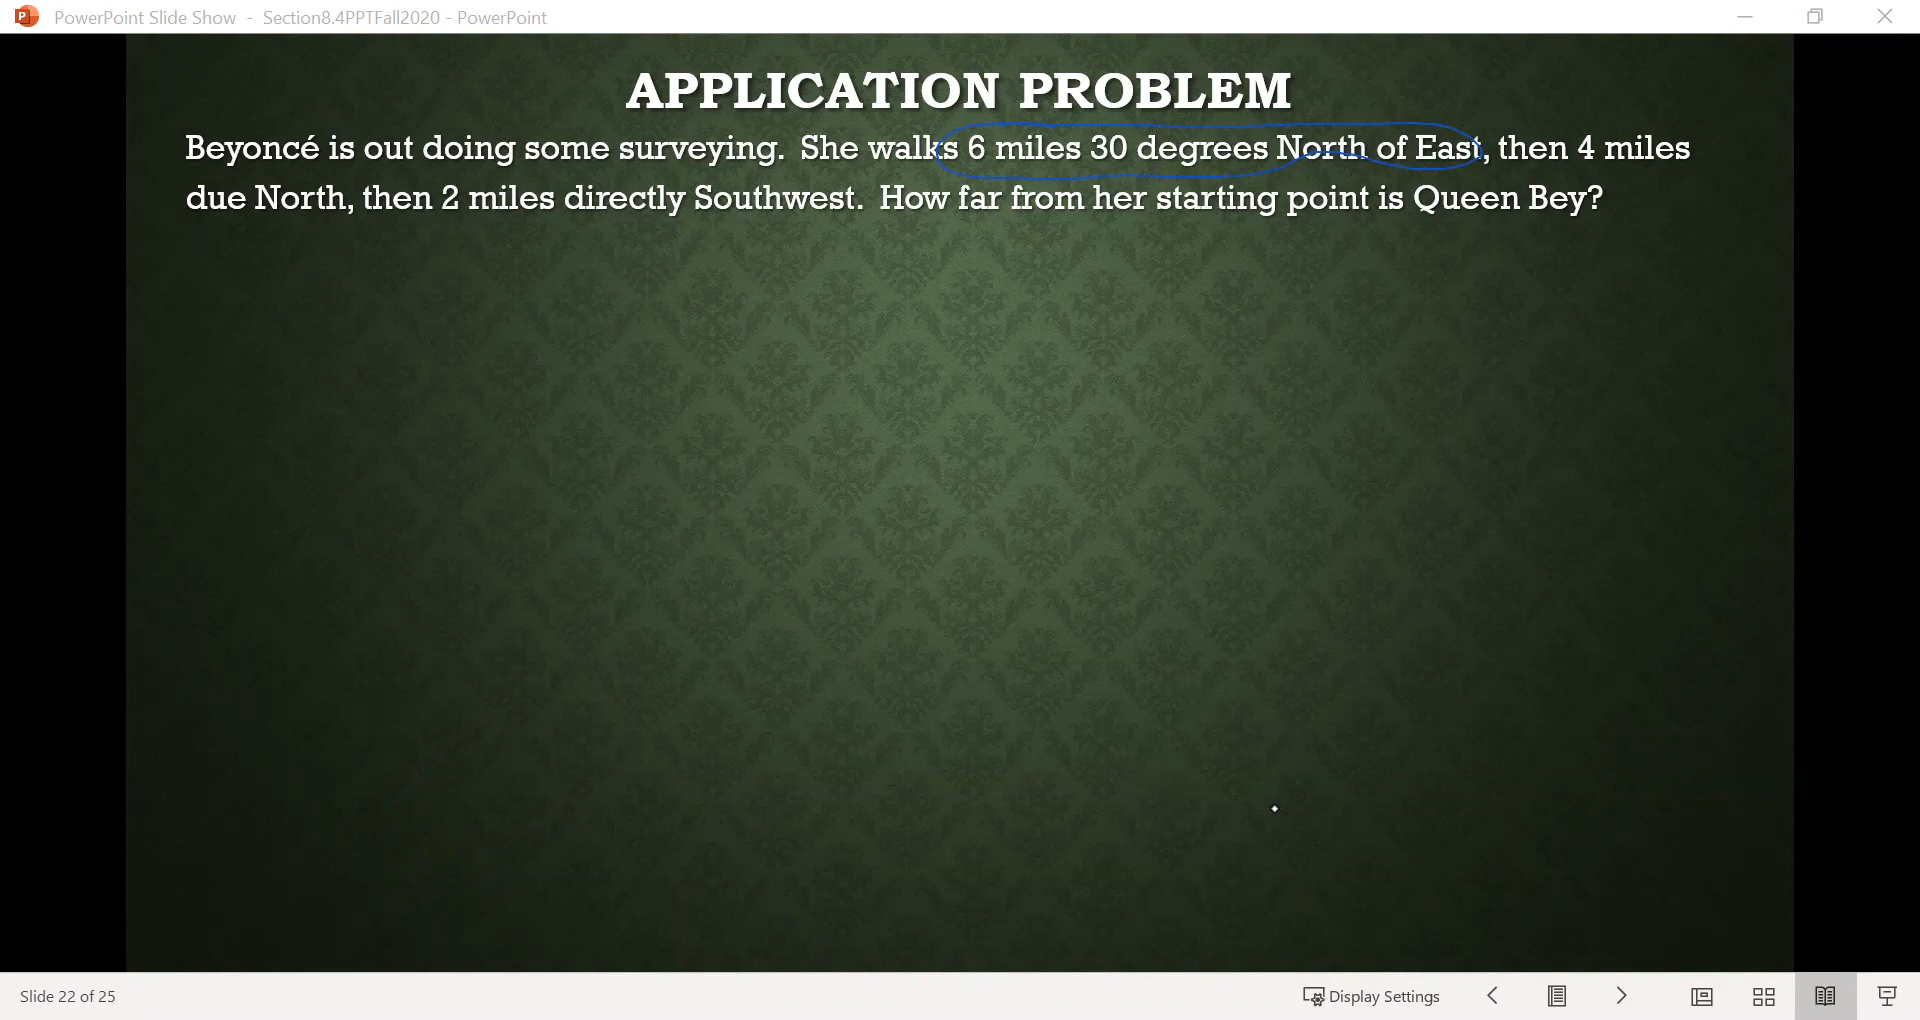 PowerPoint Slide Show - Section8.4PPTFall2020 - PowerPoint
APPLICATION PROBLEM
Beyoncé is out doing some surveying. She walks 6 miles 30 degrees North of East, then 4 miles
due North, then 2 miles directly Southwest. How far from her starting point is Queen Bey?
Slide 22 of 25
Display Settings